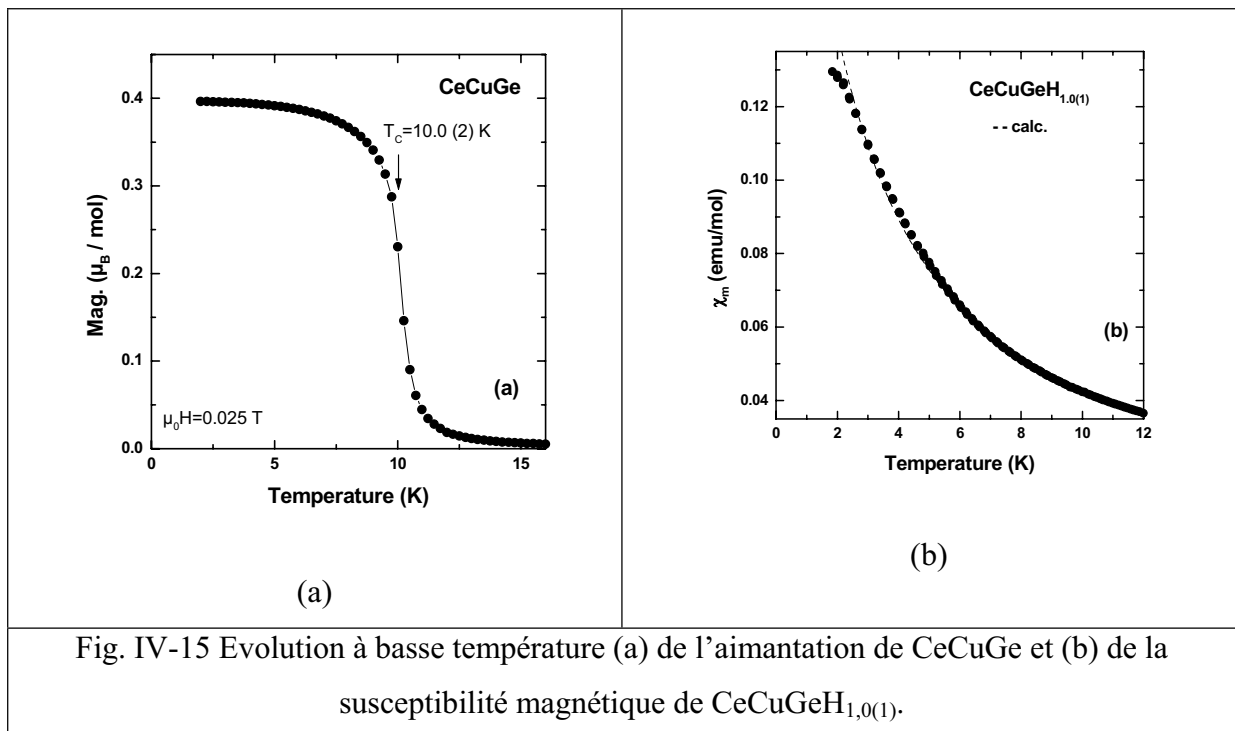 CeCuGe
T_C=10.0 (2) K
0.4
0.3
0.2
0.1
0.0
Mag. (μ_B / mol)
(a)
μ_0H=0.025 T
0 5 10 15
Temperature (K)
(a)
CeCuGeH_1.0(1)
- - calc.
0.12
0.10
0.08
0.06
0.04
χ_m (emu/mol)
(b)
0 2 4 6 8 10 12
Temperature (K)
(b)
Fig. IV-15 Evolution à basse température (a) de l’aimantation de CeCuGe et (b) de la
susceptibilité magnétique de CeCuGeH_1,0(1).